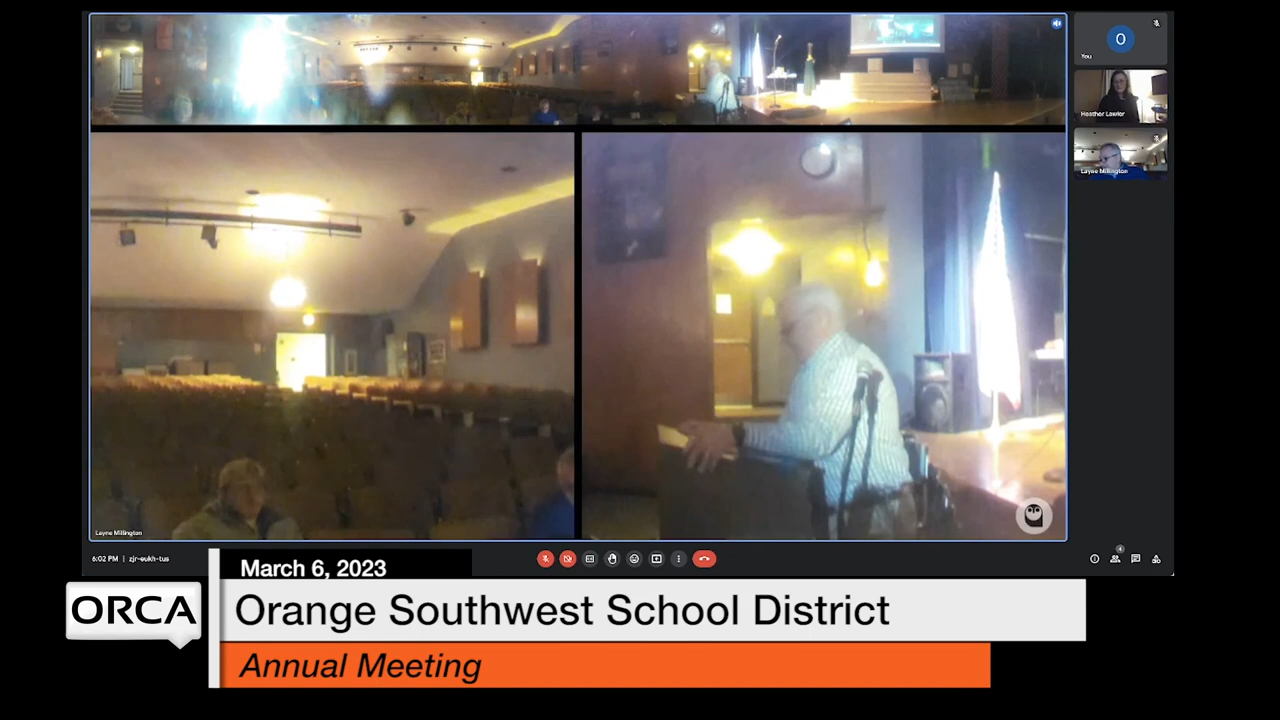 O
You
Heather Lawler
Layne Millington
Layne Millington
6:02 PM | zjr-eukh-tus
4
March 6, 2023
ORCA
Orange Southwest School District
Annual Meeting